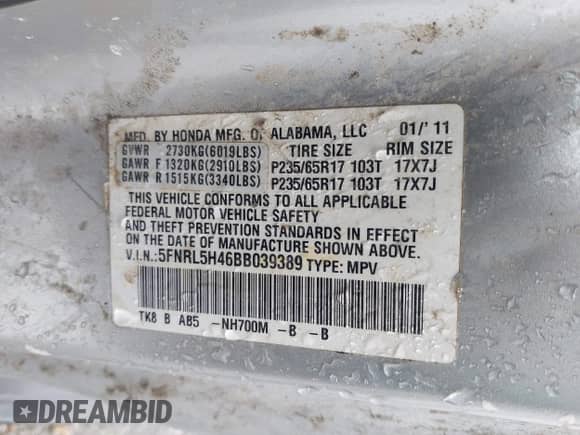 MFD. BY HONDA MFG. OF ALABAMA, LLC 01/'11
GVWR 2730KG(6019LBS) TIRE SIZE RIM SIZE
GAWR F 1320KG(2910LBS) P235/65R17 103T 17X7J
GAWR R 1515KG(3340LBS) P235/65R17 103T 17X7J
THIS VEHICLE CONFORMS TO ALL APPLICABLE
FEDERAL MOTOR VEHICLE SAFETY
AND THEFT PREVENTION STANDARDS IN EFFECT
ON THE DATE OF MANUFACTURE SHOWN ABOVE.
V.I.N.:5FNRL5H46BB039389 TYPE: MPV
TK8 B A85 -NH700M -B -B
DREAMBID